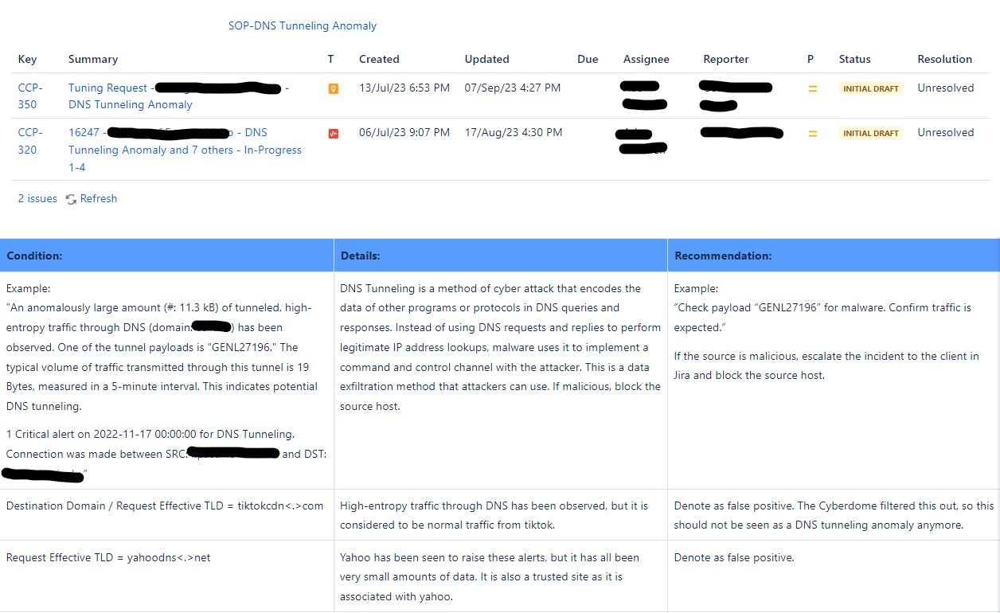 SOP-DNS Tunneling Anomaly
Key Summary T Created Updated Due Assignee Reporter P Status Resolution
CCP-350 Tuning Request - - DNS Tunneling Anomaly 13/Jul/23 6:53 PM 07/Sep/23 4:27 PM INITIAL DRAFT Unresolved
CCP-320 16247 - - DNS Tunneling Anomaly and 7 others - In-Progress 1-4 06/Jul/23 9:07 PM 17/Aug/23 4:30 PM INITIAL DRAFT Unresolved
2 issues Refresh
Condition: Details: Recommendation:
Example:
"An anomalously large amount (#: 11.3 kB) of tunneled, high-
entropy traffic through DNS (domain: ) has been
observed. One of the tunnel payloads is "GENL27196." The
typical volume of traffic transmitted through this tunnel is 19
Bytes, measured in a 5-minute interval. This indicates potential
DNS tunneling.
1 Critical alert on 2022-11-17 00:00:00 for DNS Tunneling.
Connection was made between SRC: and DST:
"
DNS Tunneling is a method of cyber attack that encodes the
data of other programs or protocols in DNS queries and
responses. Instead of using DNS requests and replies to perform
legitimate IP address lookups, malware uses it to implement a
command and control channel with the attacker. This is a data
exfiltration method that attackers can use. If malicious, block the
source host.
Example:
"Check payload "GENL27196" for malware. Confirm traffic is
expected."
If the source is malicious, escalate the incident to the client in
Jira and block the source host.
Destination Domain / Request Effective TLD = tiktokcdn<.>com
High-entropy traffic through DNS has been observed, but it is
considered to be normal traffic from tiktok.
Denote as false positive. The Cyberdome filtered this out, so this
should not be seen as a DNS tunneling anomaly anymore.
Request Effective TLD = yahoodns<.>net
Yahoo has been seen to raise these alerts, but it has all been
very small amounts of data. It is also a trusted site as it is
associated with yahoo.
Denote as false positive.